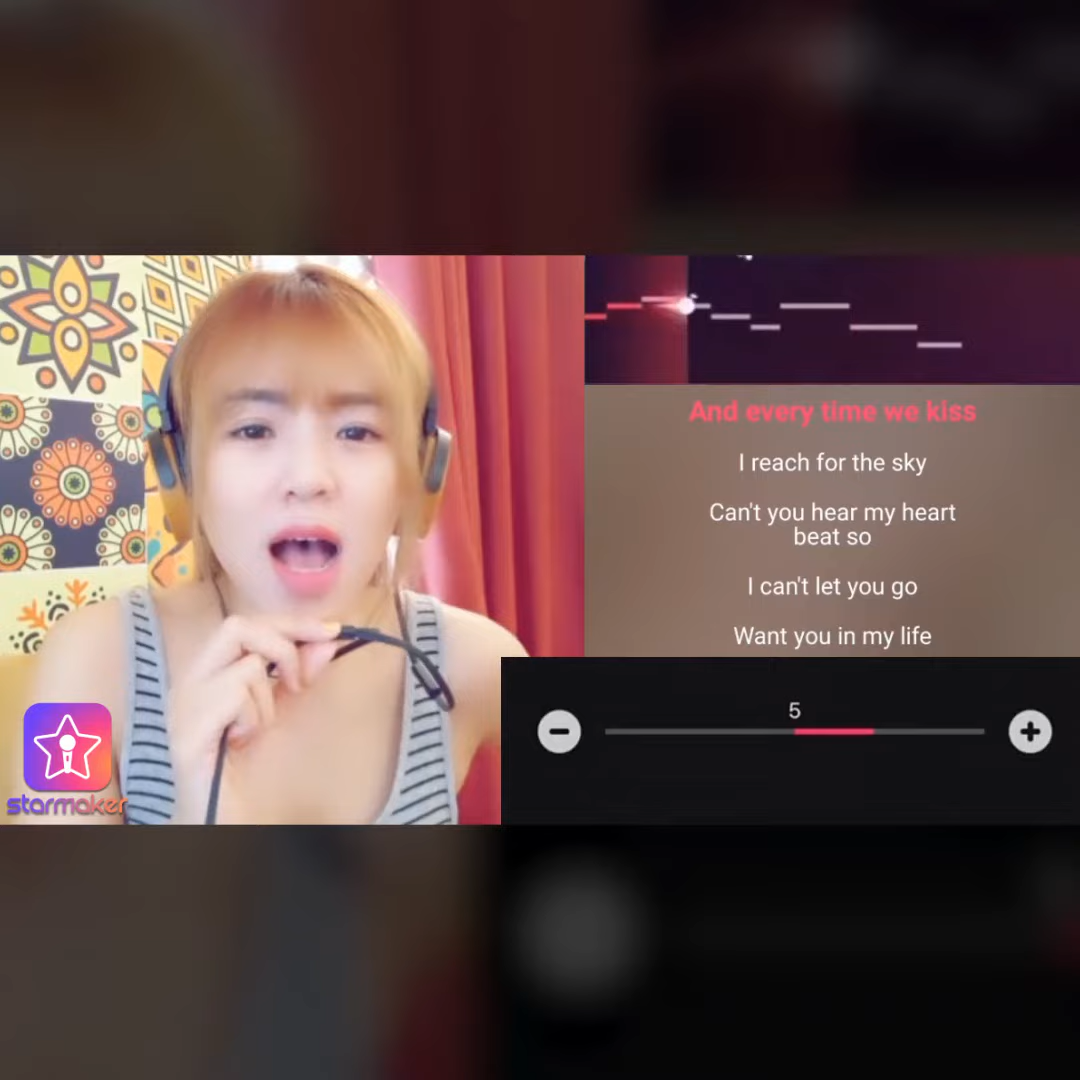 And every time we kiss
I reach for the sky
Can't you hear my heart
beat so
I can't let you go
Want you in my life
5
starmaker